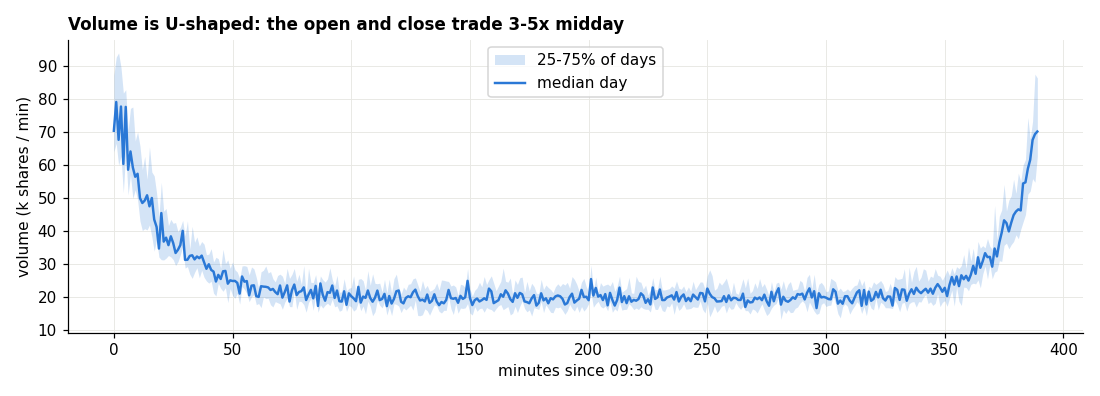 Volume is U-shaped: the open and close trade 3-5x midday
25-75% of days
median day
volume (k shares / min)
90
80
70
60
50
40
30
20
10
0 50 100 150 200 250 300 350 400
minutes since 09:30